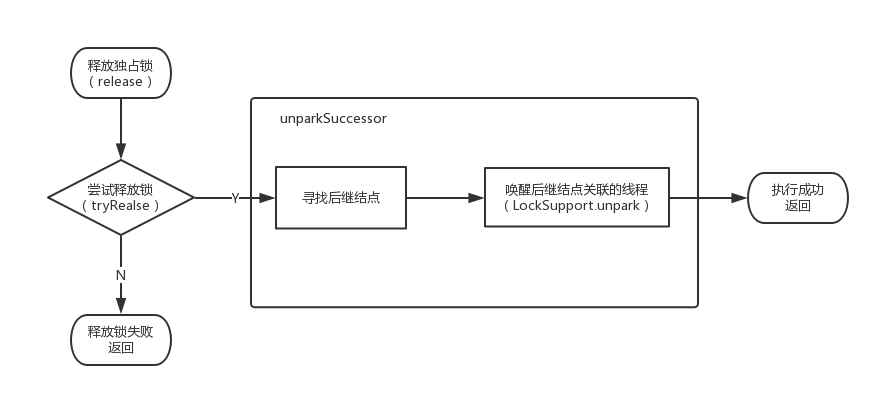 释放独占锁
（release）
unparkSuccessor
尝试释放锁
（tryRealse）
Y
寻找后继结点
唤醒后继结点关联的线程
（LockSupport.unpark）
执行成功
返回
N
释放锁失败
返回